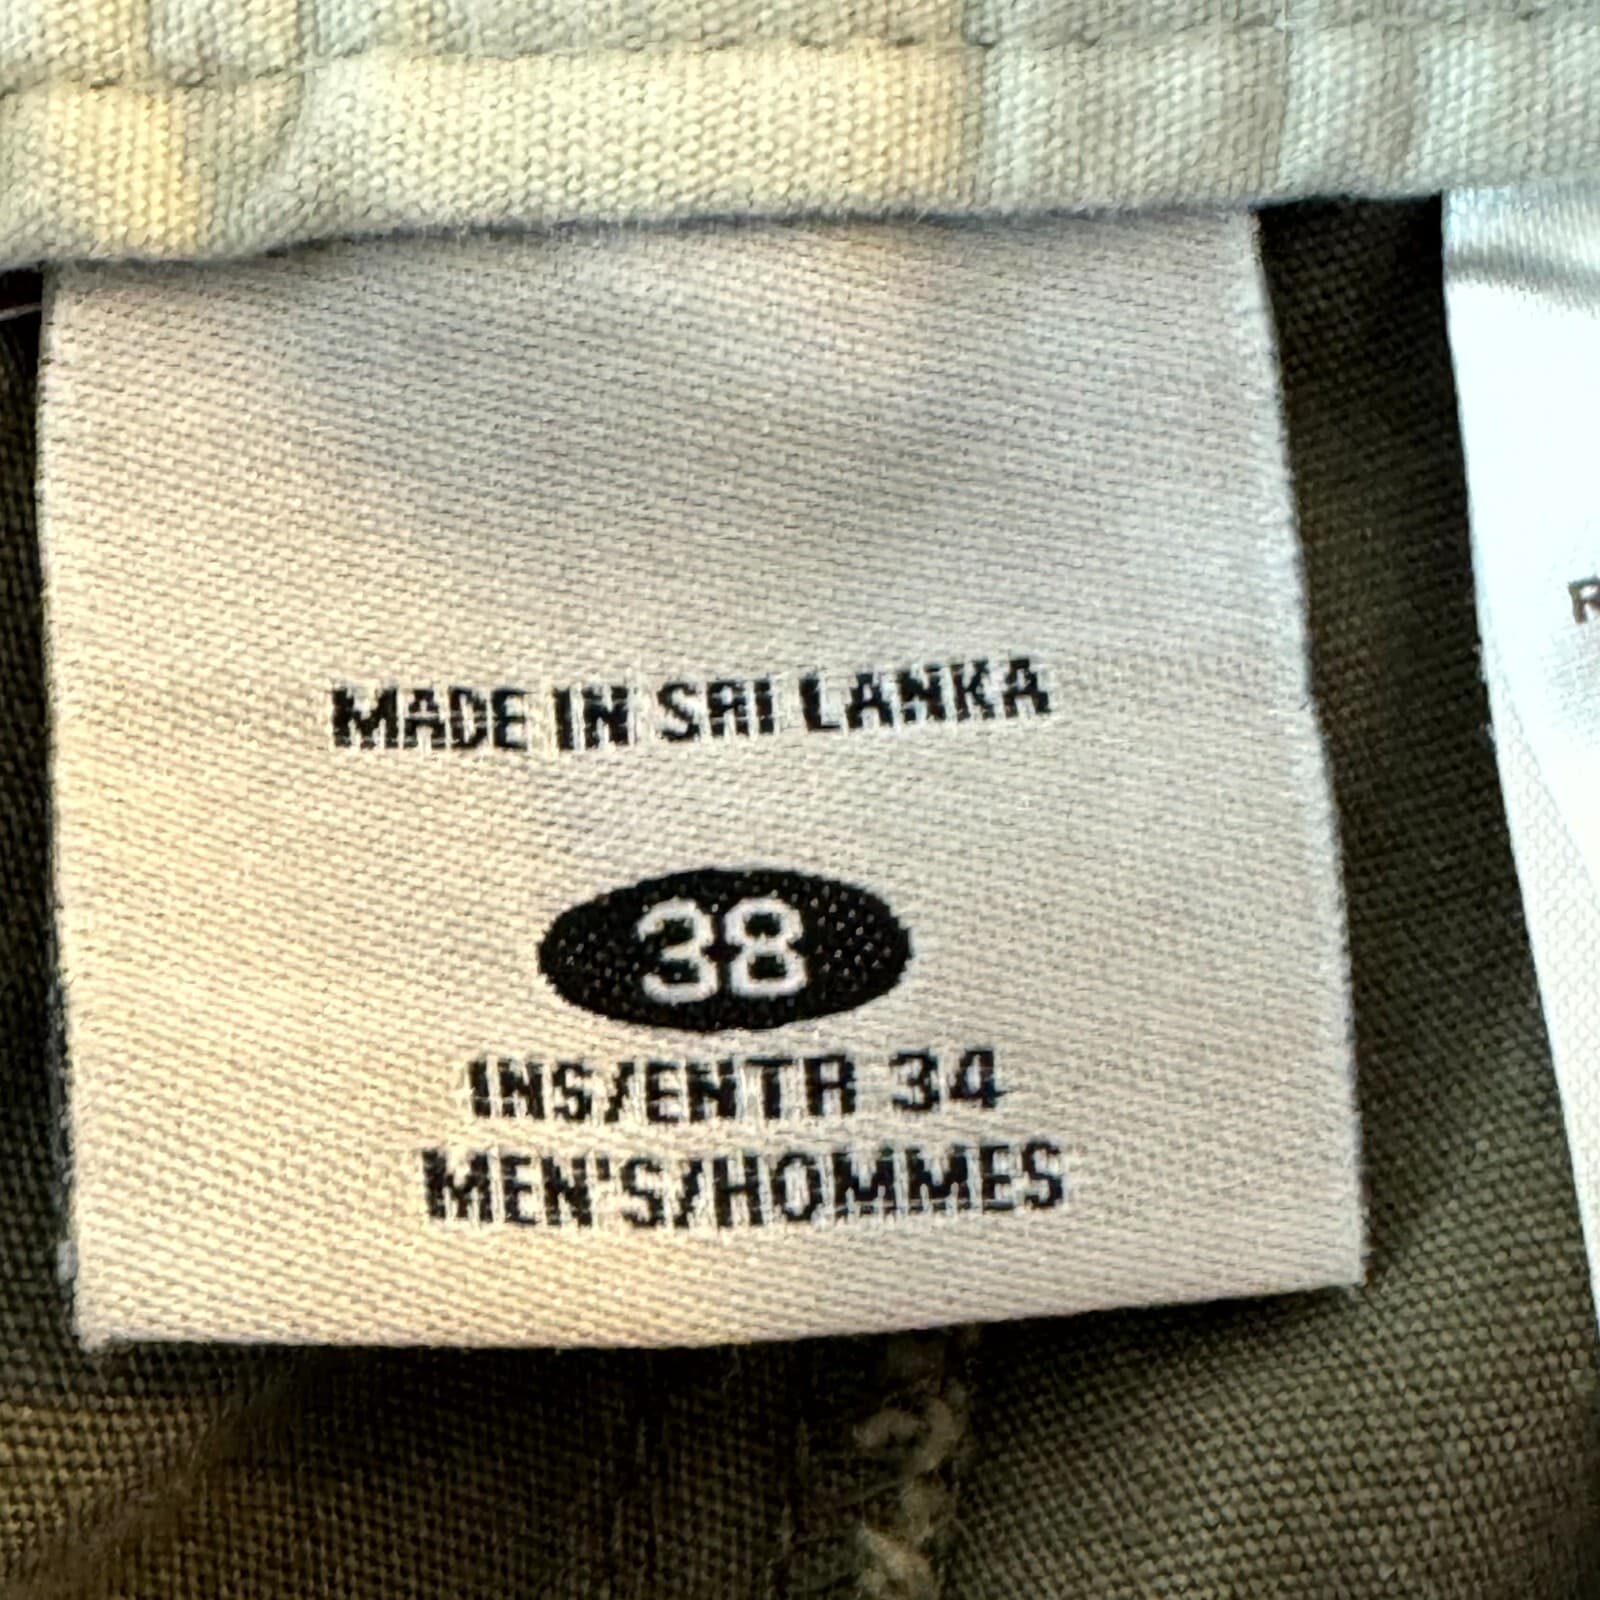 MADE IN SRI LANKA
38
INS/ENTR 34
MEN'S/HOMMES
R